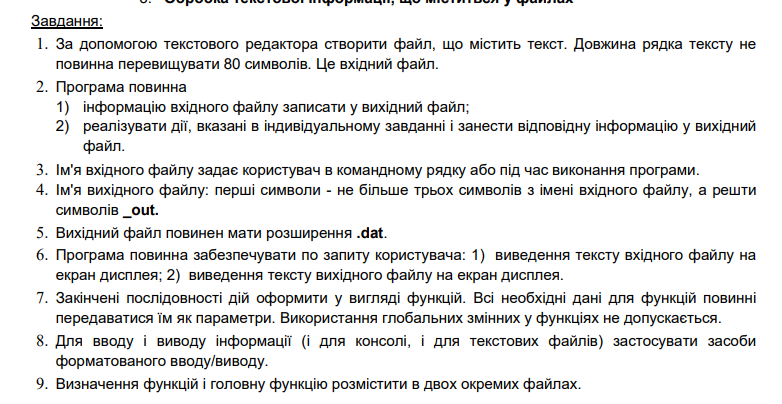 Обробка текстової інформації, що міститься у файлах
Завдання:
1. За допомогою текстового редактора створити файл, що містить текст. Довжина рядка тексту не
повинна перевищувати 80 символів. Це вхідний файл.
2. Програма повинна
1) інформацію вхідного файлу записати у вихідний файл;
2) реалізувати дії, вказані в індивідуальному завданні і занести відповідну інформацію у вихідний
файл.
3. Ім'я вхідного файлу задає користувач в командному рядку або під час виконання програми.
4. Ім'я вихідного файлу: перші символи - не більше трьох символів з імені вхідного файлу, а решти
символів _out.
5. Вихідний файл повинен мати розширення .dat.
6. Програма повинна забезпечувати по запиту користувача: 1) виведення тексту вхідного файлу на
екран дисплея; 2) виведення тексту вихідного файлу на екран дисплея.
7. Закінчені послідовності дій оформити у вигляді функцій. Всі необхідні дані для функцій повинні
передаватися їм як параметри. Використання глобальних змінних у функціях не допускається.
8. Для вводу і виводу інформації (і для консолі, і для текстових файлів) застосувати засоби
форматованого вводу/виводу.
9. Визначення функцій і головну функцію розмістити в двох окремих файлах.